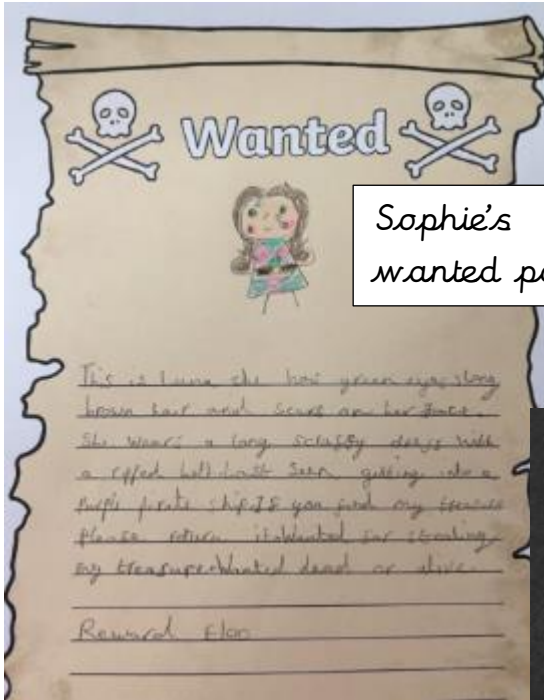 Wanted
Sophie's
wanted po
This is Luna she has green eyes, long
brown hair and scars on her face.
She wears a long scruffy dress with
a ripped belt. Last seen getting into a
purple pirate ship. If you find my treasure
please return it. Wanted for stealing
my treasure. Wanted dead or alive.
Reward